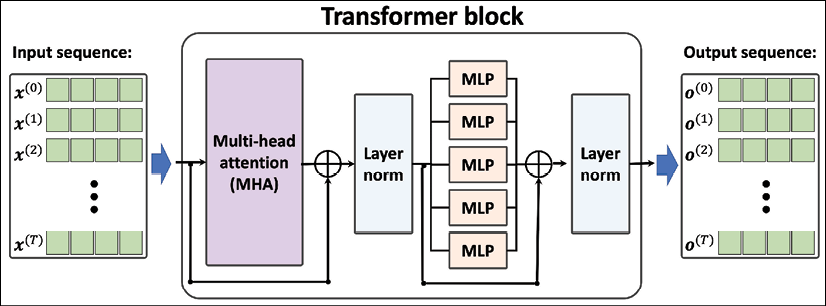 Transformer block
Input sequence:
x(0)
x(1)
x(2)
x(T)
Multi-head
attention
(MHA)
Layer
norm
MLP
MLP
MLP
MLP
MLP
Layer
norm
Output sequence:
o(0)
o(1)
o(2)
o(T)